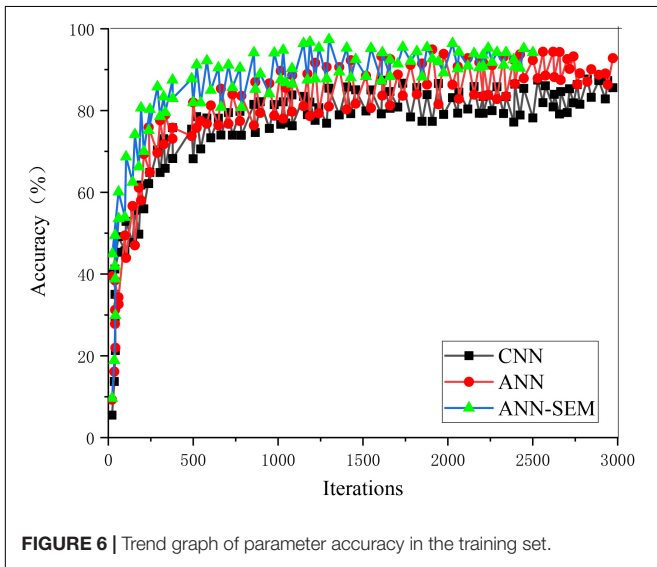 100
80
60
40
20
0
Accuracy (%)
CNN
ANN
ANN-SEM
0 500 1000 1500 2000 2500 3000
Iterations
FIGURE 6 | Trend graph of parameter accuracy in the training set.